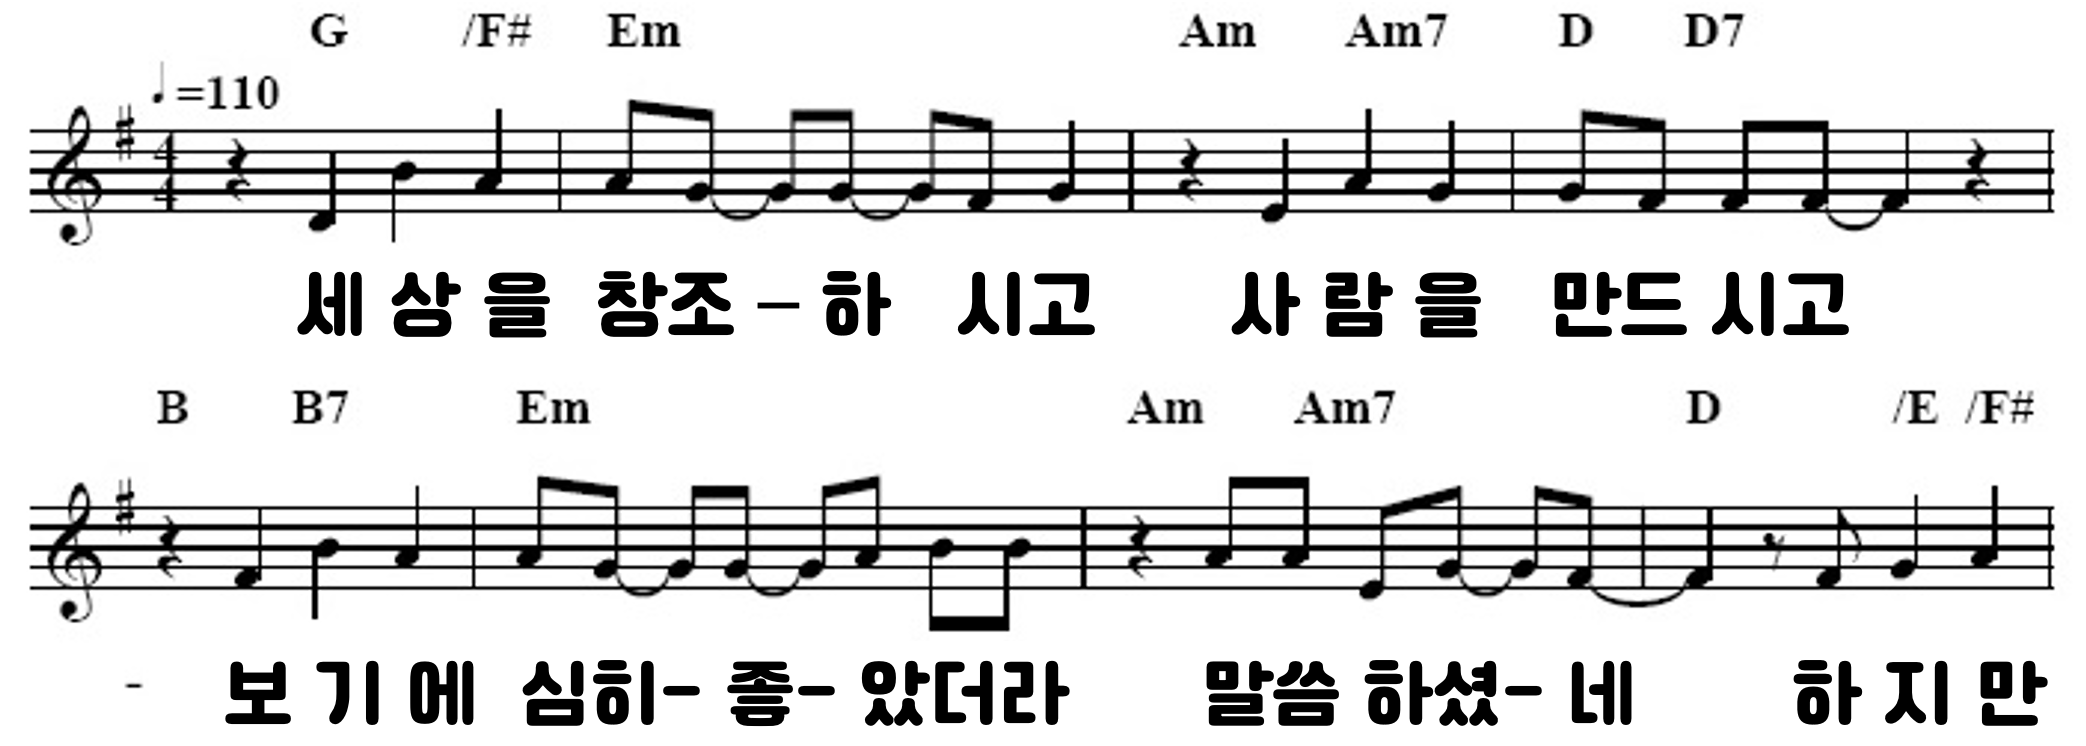 G /F# Em Am Am7 D D7
♩=110
4
4
세 상 을 창조 - 하 시고 사 람 을 만드 시고
B B7 Em Am Am7 D /E /F#
- 보 기 에 심히- 좋- 았더라 말씀 하셨- 네 하 지 만